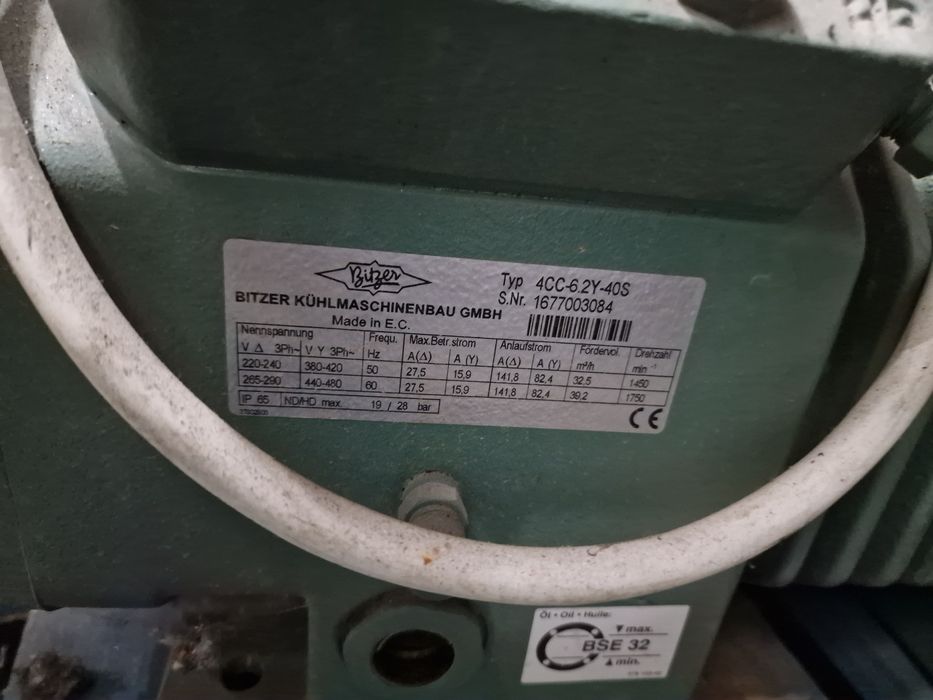 Bitzer
BITZER KÜHLMASCHINENBAU GMBH
Made in E.C.
Typ 4CC-6.2Y-40S
S.Nr. 1677003084
Nennspannung Frequ. Max.Betr.strom Anlaufstrom Fördervol. Drehzahl
V Δ 3Ph~ V Y 3Ph~ Hz A(Δ) A (Y) A(Δ) A (Y) m³/h min -1
220-240 380-420 50 27,5 15,9 141,8 82,4 32.5 1450
265-290 440-480 60 27,5 15,9 141,8 82,4 39.2 1750
IP 65 ND/HD max. 19 / 28 bar
CE
Öl • Oil • Huile:
▼ max.
BSE 32
▲ min.